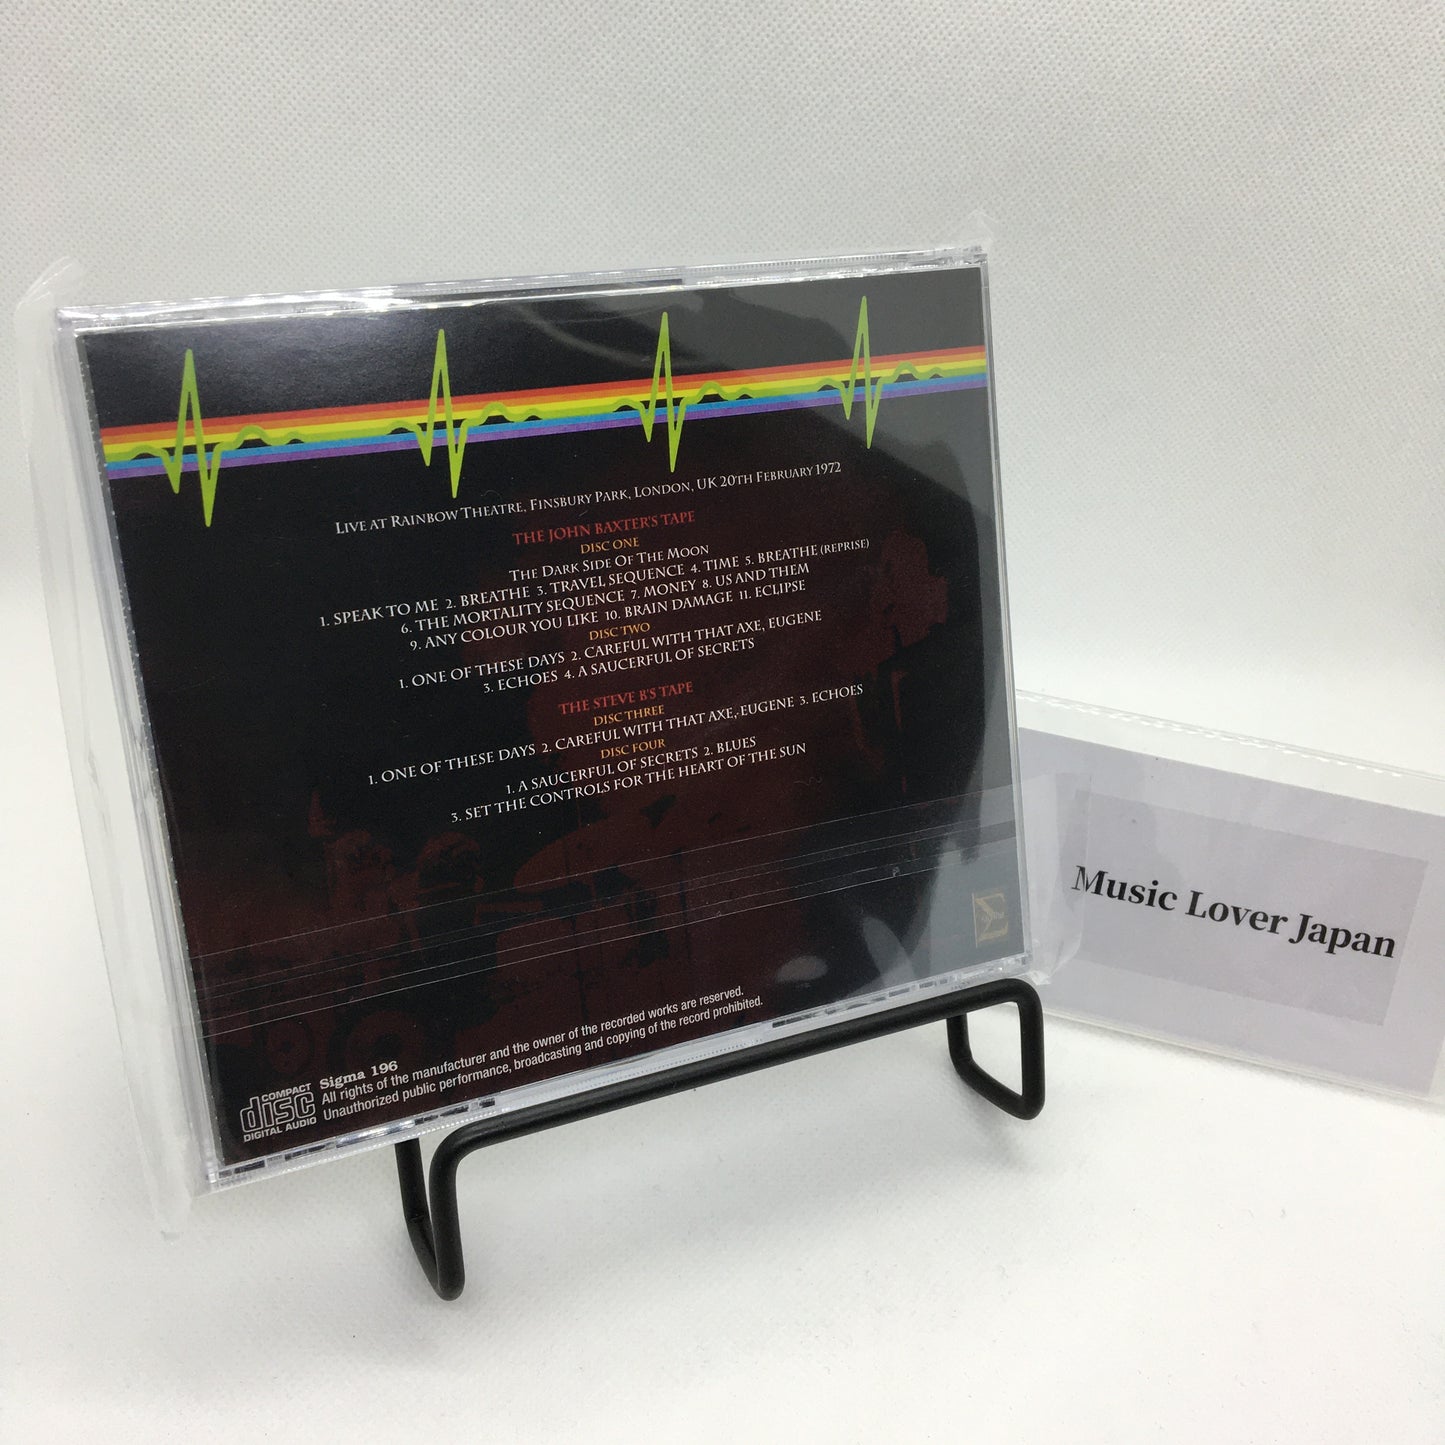 LIVE AT RAINBOW THEATRE, FINSBURY PARK, LONDON, UK 20TH FEBRUARY 1972
THE JOHN BAXTER'S TAPE
DISC ONE
THE DARK SIDE OF THE MOON
1. SPEAK TO ME 2. BREATHE 3. TRAVEL SEQUENCE 4. TIME 5. BREATHE (REPRISE)
6. THE MORTALITY SEQUENCE 7. MONEY 8. US AND THEM
9. ANY COLOUR YOU LIKE 10. BRAIN DAMAGE 11. ECLIPSE
DISC TWO
1. ONE OF THESE DAYS 2. CAREFUL WITH THAT AXE, EUGENE
3. ECHOES 4. A SAUCERFUL OF SECRETS
THE STEVE B'S TAPE
DISC THREE
1. ONE OF THESE DAYS 2. CAREFUL WITH THAT AXE, EUGENE 3. ECHOES
DISC FOUR
1. A SAUCERFUL OF SECRETS 2. BLUES
3. SET THE CONTROLS FOR THE HEART OF THE SUN
COMPACT
disc
DIGITAL AUDIO
Sigma 196
All rights of the manufacturer and the owner of the recorded works are reserved.
Unauthorized public performance, broadcasting and copying of the record prohibited.
Music Lover Japan